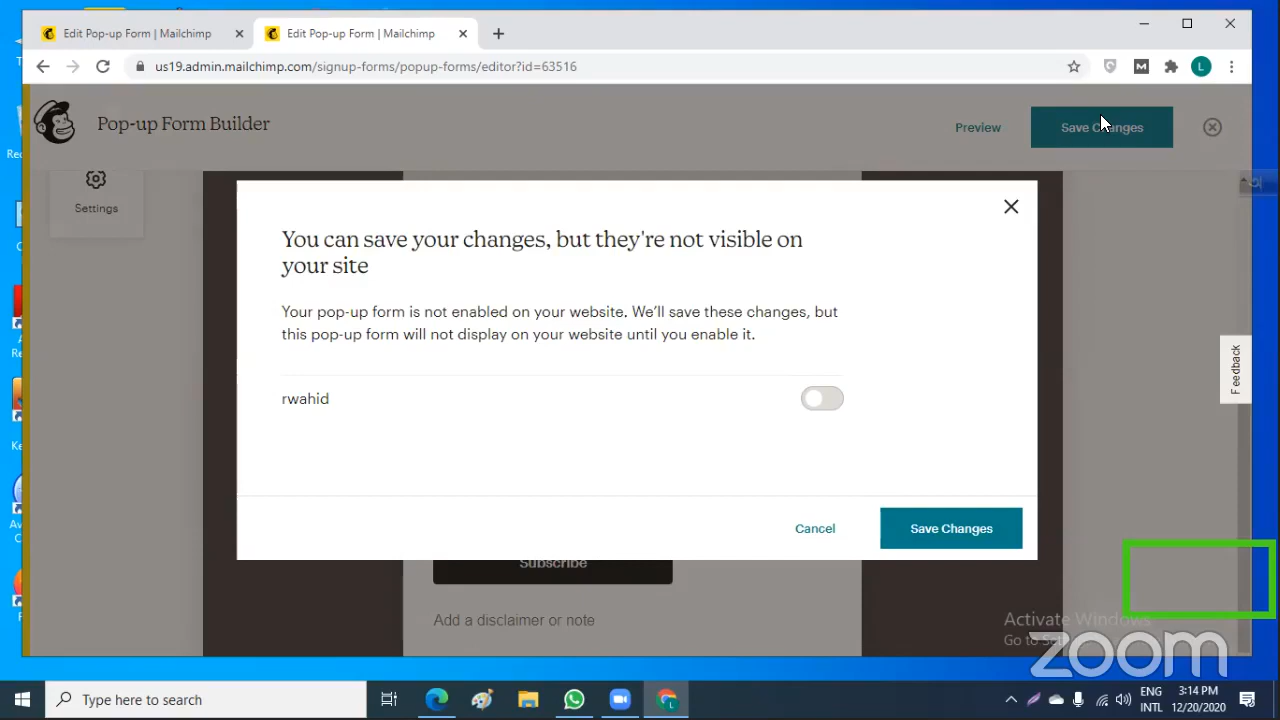 Edit Pop-up Form | Mailchimp
Edit Pop-up Form | Mailchimp
us19.admin.mailchimp.com/signup-forms/popup-forms/editor?id=63516
M
L
Pop-up Form Builder
Preview
Save Changes
Settings
You can save your changes, but they're not visible on
your site
Your pop-up form is not enabled on your website. We'll save these changes, but
this pop-up form will not display on your website until you enable it.
rwahid
Feedback
Cancel
Save Changes
Subscribe
Add a disclaimer or note
Activate Windows
Go to Set
zoom
Type here to search
ENG
INTL
3:14 PM
12/20/2020